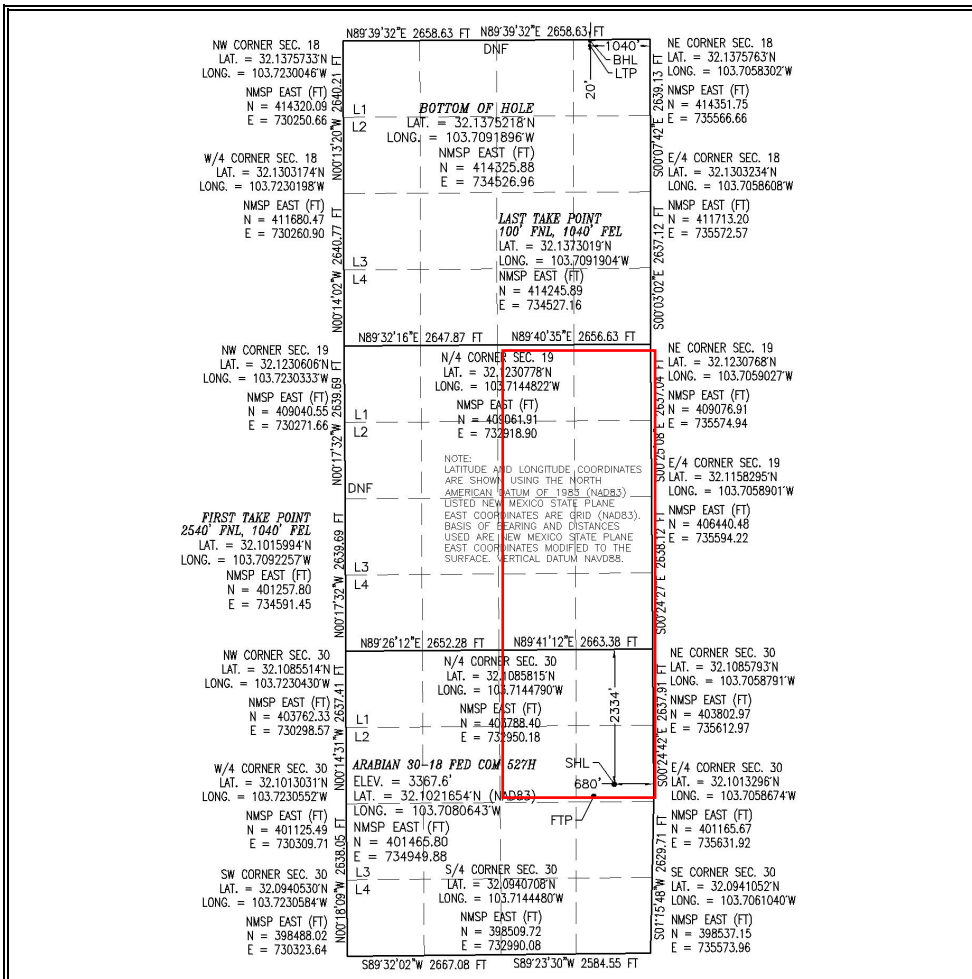 N89°39'32"E 2658.63 FT N89°39'32"E 2658.63 FT
NW CORNER SEC. 18
LAT. = 32.1375733'N
LONG. = 103.7230046'W
NMSP EAST (FT)
N = 414320.09
E = 730250.66
DNF
1040'
BHL
LTP
20'
NE CORNER SEC. 18
LAT. = 32.1375763'N
LONG. = 103.7058302'W
NMSP EAST (FT)
N = 414351.75
E = 735566.66
N00°13'20"W 2640.21 FT
L1
L2
BOTTOM OF HOLE
LAT. = 32.1375218'N
LONG. = 103.7091896'W
NMSP EAST (FT)
N = 414325.88
E = 734526.96
S00°07'42"E 2639.13 FT
W/4 CORNER SEC. 18
LAT. = 32.1303174'N
LONG. = 103.7230198'W
NMSP EAST (FT)
N = 411680.47
E = 730260.90
E/4 CORNER SEC. 18
LAT. = 32.1303234'N
LONG. = 103.7058608'W
NMSP EAST (FT)
N = 411713.20
E = 735572.57
N00°14'02"W 2640.77 FT
L3
L4
LAST TAKE POINT
100' FNL, 1040' FEL
LAT. = 32.1373019'N
LONG. = 103.7091904'W
NMSP EAST (FT)
N = 414245.89
E = 734527.16
S00°03'02"E 2637.12 FT
N89°32'16"E 2647.87 FT N89°40'35"E 2656.63 FT
NW CORNER SEC. 19
LAT. = 32.1230606'N
LONG. = 103.7230333'W
NMSP EAST (FT)
N = 409040.55
E = 730271.66
N/4 CORNER SEC. 19
LAT. = 32.1230778'N
LONG. = 103.7144822'W
NMSP EAST (FT)
N = 409061.91
E = 732918.90
NE CORNER SEC. 19
LAT. = 32.1230768'N
LONG. = 103.7059027'W
NMSP EAST (FT)
N = 409076.91
E = 735574.94
N00°17'32"W 2639.69 FT
L1
L2
S00°25'08"E 2637.04 FT
DNF
NOTE:
LATITUDE AND LONGITUDE COORDINATES
ARE SHOWN USING THE NORTH
AMERICAN DATUM OF 1983 (NAD83)
LISTED NEW MEXICO STATE PLANE
EAST COORDINATES ARE GRID (NAD83).
BASIS OF BEARING AND DISTANCES
USED ARE NEW MEXICO STATE PLANE
EAST COORDINATES MODIFIED TO THE
SURFACE. VERTICAL DATUM NAVD88.
E/4 CORNER SEC. 19
LAT. = 32.1158295'N
LONG. = 103.7058901'W
NMSP EAST (FT)
N = 406440.48
E = 735594.22
FIRST TAKE POINT
2540' FNL, 1040' FEL
LAT. = 32.1015994'N
LONG. = 103.7092257'W
NMSP EAST (FT)
N = 401257.80
E = 734591.45
N00°17'32"W 2639.69 FT
L3
L4
S00°24'27"E 2638.12 FT
N89°26'12"E 2652.28 FT N89°41'12"E 2663.38 FT
NW CORNER SEC. 30
LAT. = 32.1085514'N
LONG. = 103.7230430'W
NMSP EAST (FT)
N = 403762.33
E = 730298.57
N/4 CORNER SEC. 30
LAT. = 32.1085815'N
LONG. = 103.7144790'W
NMSP EAST (FT)
N = 403788.40
E = 732950.18
NE CORNER SEC. 30
LAT. = 32.1085793'N
LONG. = 103.7058791'W
NMSP EAST (FT)
N = 403802.97
E = 735612.97
N00°14'31"W 2637.41 FT
L1
L2
2334'
S00°24'42"E 2637.91 FT
ARABIAN 30-18 FED COM 527H
ELEV. = 3367.6'
LAT. = 32.1021654'N (NAD83)
LONG. = 103.7080643'W
NMSP EAST (FT)
N = 401465.80
E = 734949.88
SHL
680'
FTP
W/4 CORNER SEC. 30
LAT. = 32.1013031'N
LONG. = 103.7230552'W
NMSP EAST (FT)
N = 401125.49
E = 730309.71
E/4 CORNER SEC. 30
LAT. = 32.1013296'N
LONG. = 103.7058674'W
NMSP EAST (FT)
N = 401165.67
E = 735631.92
N00°18'09"W 2638.05 FT
L3
L4
S01°15'48"W 2629.71 FT
SW CORNER SEC. 30
LAT. = 32.0940530'N
LONG. = 103.7230584'W
NMSP EAST (FT)
N = 398488.02
E = 730323.64
S/4 CORNER SEC. 30
LAT. = 32.0940708'N
LONG. = 103.7144480'W
NMSP EAST (FT)
N = 398509.72
E = 732990.08
SE CORNER SEC. 30
LAT. = 32.0941052'N
LONG. = 103.7061040'W
NMSP EAST (FT)
N = 398537.15
E = 735573.96
S89°32'02"W 2667.08 FT S89°23'30"W 2584.55 FT